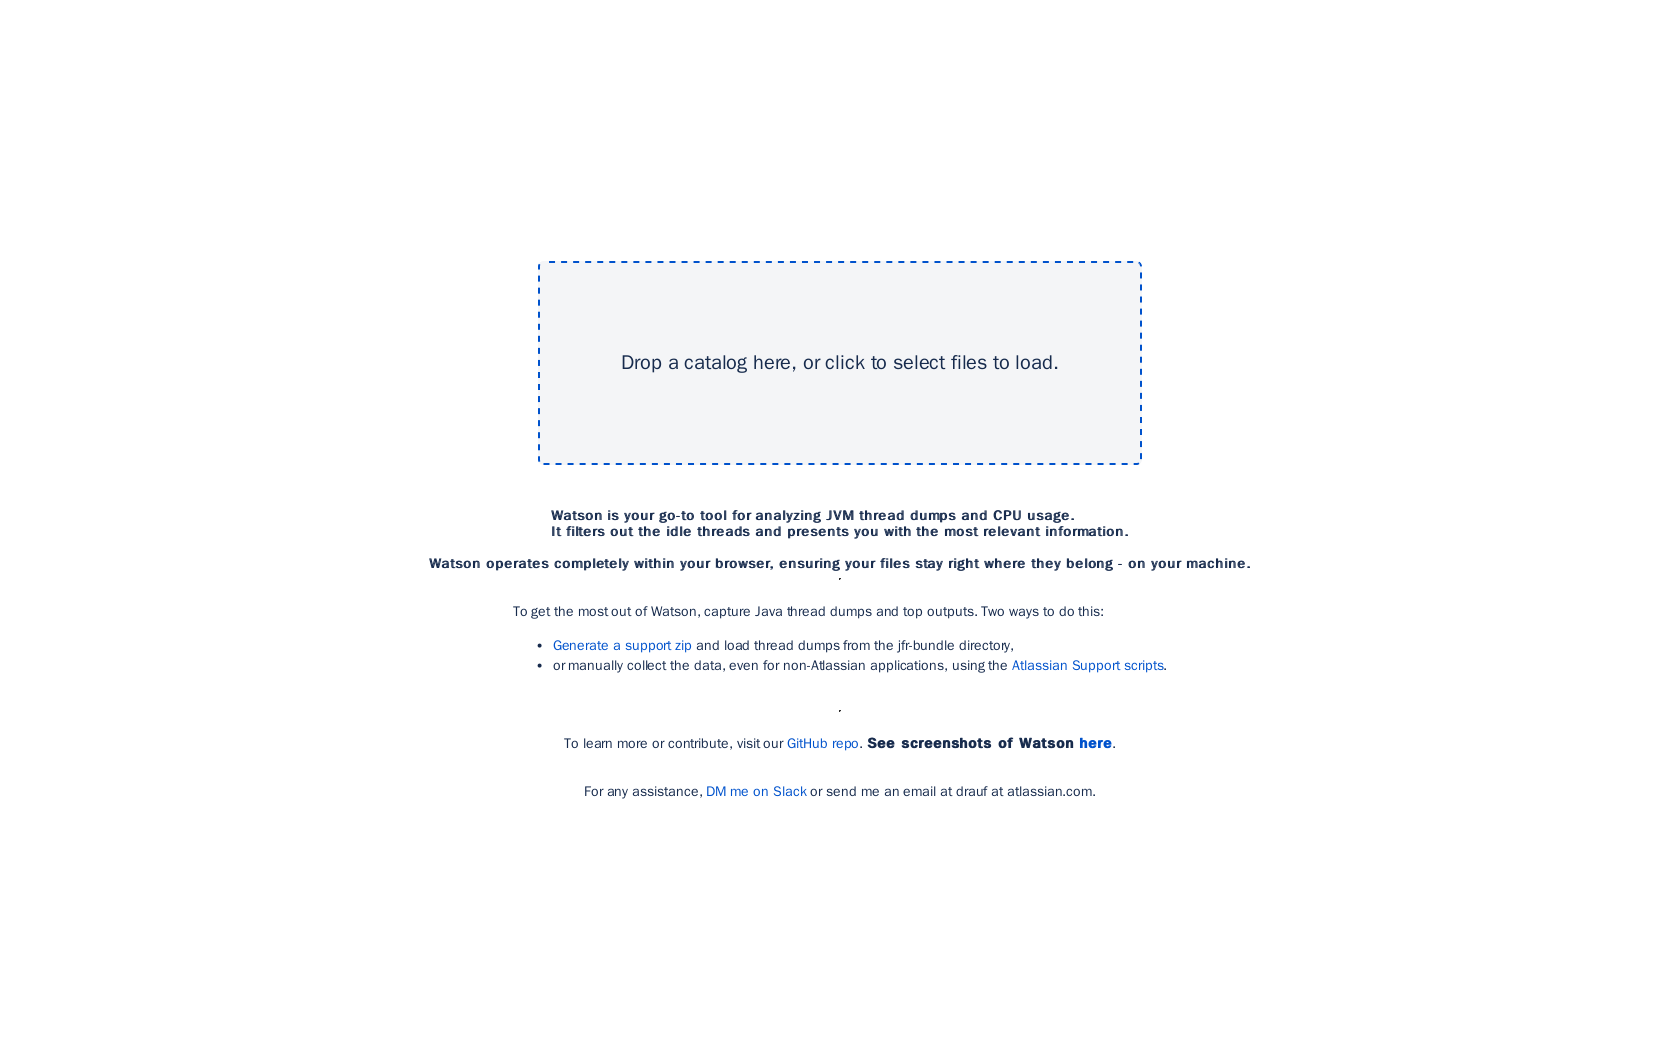 Drop a catalog here, or click to select files to load.
Watson is your go-to tool for analyzing JVM thread dumps and CPU usage.
It filters out the idle threads and presents you with the most relevant information.
Watson operates completely within your browser, ensuring your files stay right where they belong - on your machine.
To get the most out of Watson, capture Java thread dumps and top outputs. Two ways to do this:
• Generate a support zip and load thread dumps from the jfr-bundle directory,
• or manually collect the data, even for non-Atlassian applications, using the Atlassian Support scripts.
To learn more or contribute, visit our GitHub repo. See screenshots of Watson here.
For any assistance, DM me on Slack or send me an email at drauf at atlassian.com.